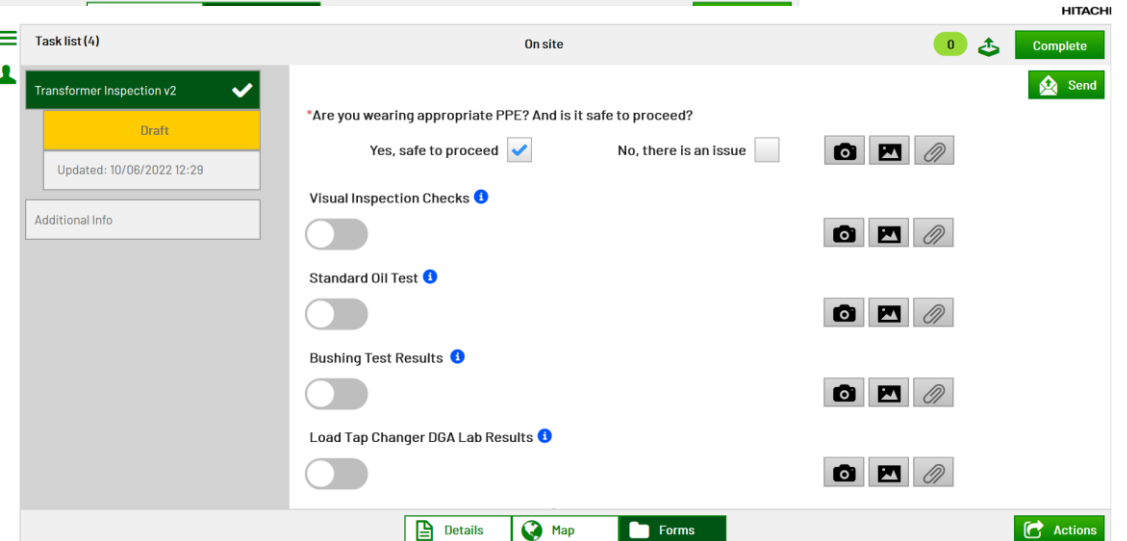 HITACHI
Task list (4)
On site
0
Complete
Transformer Inspection v2
Send
Draft
Updated: 10/06/2022 12:29
Additional Info
*Are you wearing appropriate PPE? And is it safe to proceed?
Yes, safe to proceed
No, there is an issue
Visual Inspection Checks
Standard Oil Test
Bushing Test Results
Load Tap Changer DGA Lab Results
Details
Map
Forms
Actions